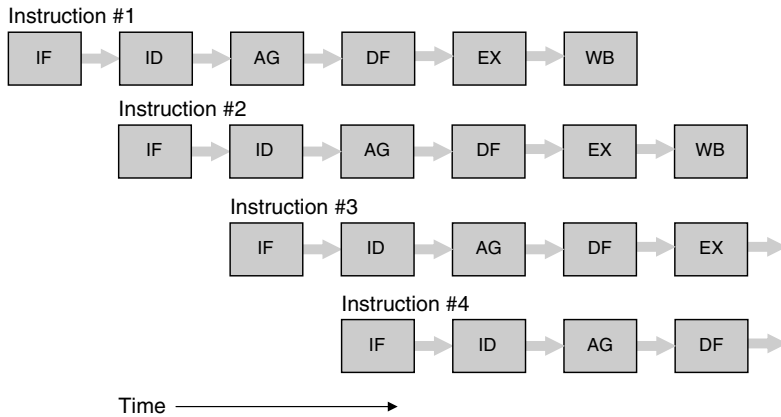 Instruction #1
IF ID AG DF EX WB
Instruction #2
IF ID AG DF EX WB
Instruction #3
IF ID AG DF EX
Instruction #4
IF ID AG DF
Time